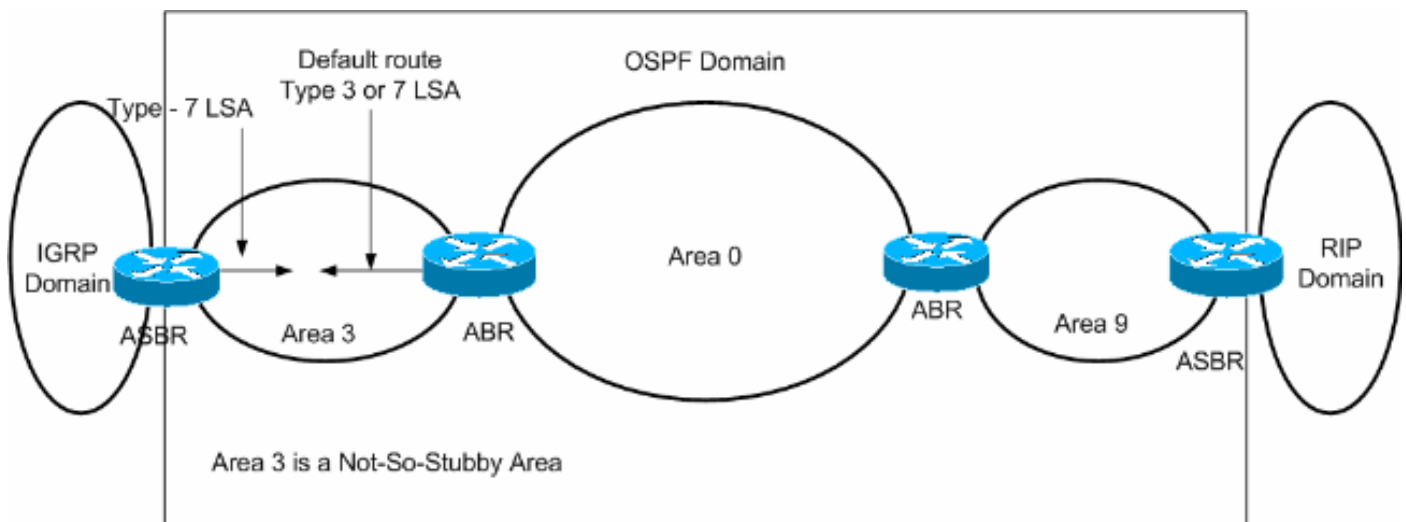 Default route
Type 3 or 7 LSA
OSPF Domain
Type - 7 LSA
IGRP
Domain
ASBR
Area 3
ABR
Area 0
ABR
Area 9
ASBR
RIP
Domain
Area 3 is a Not-So-Stubby Area